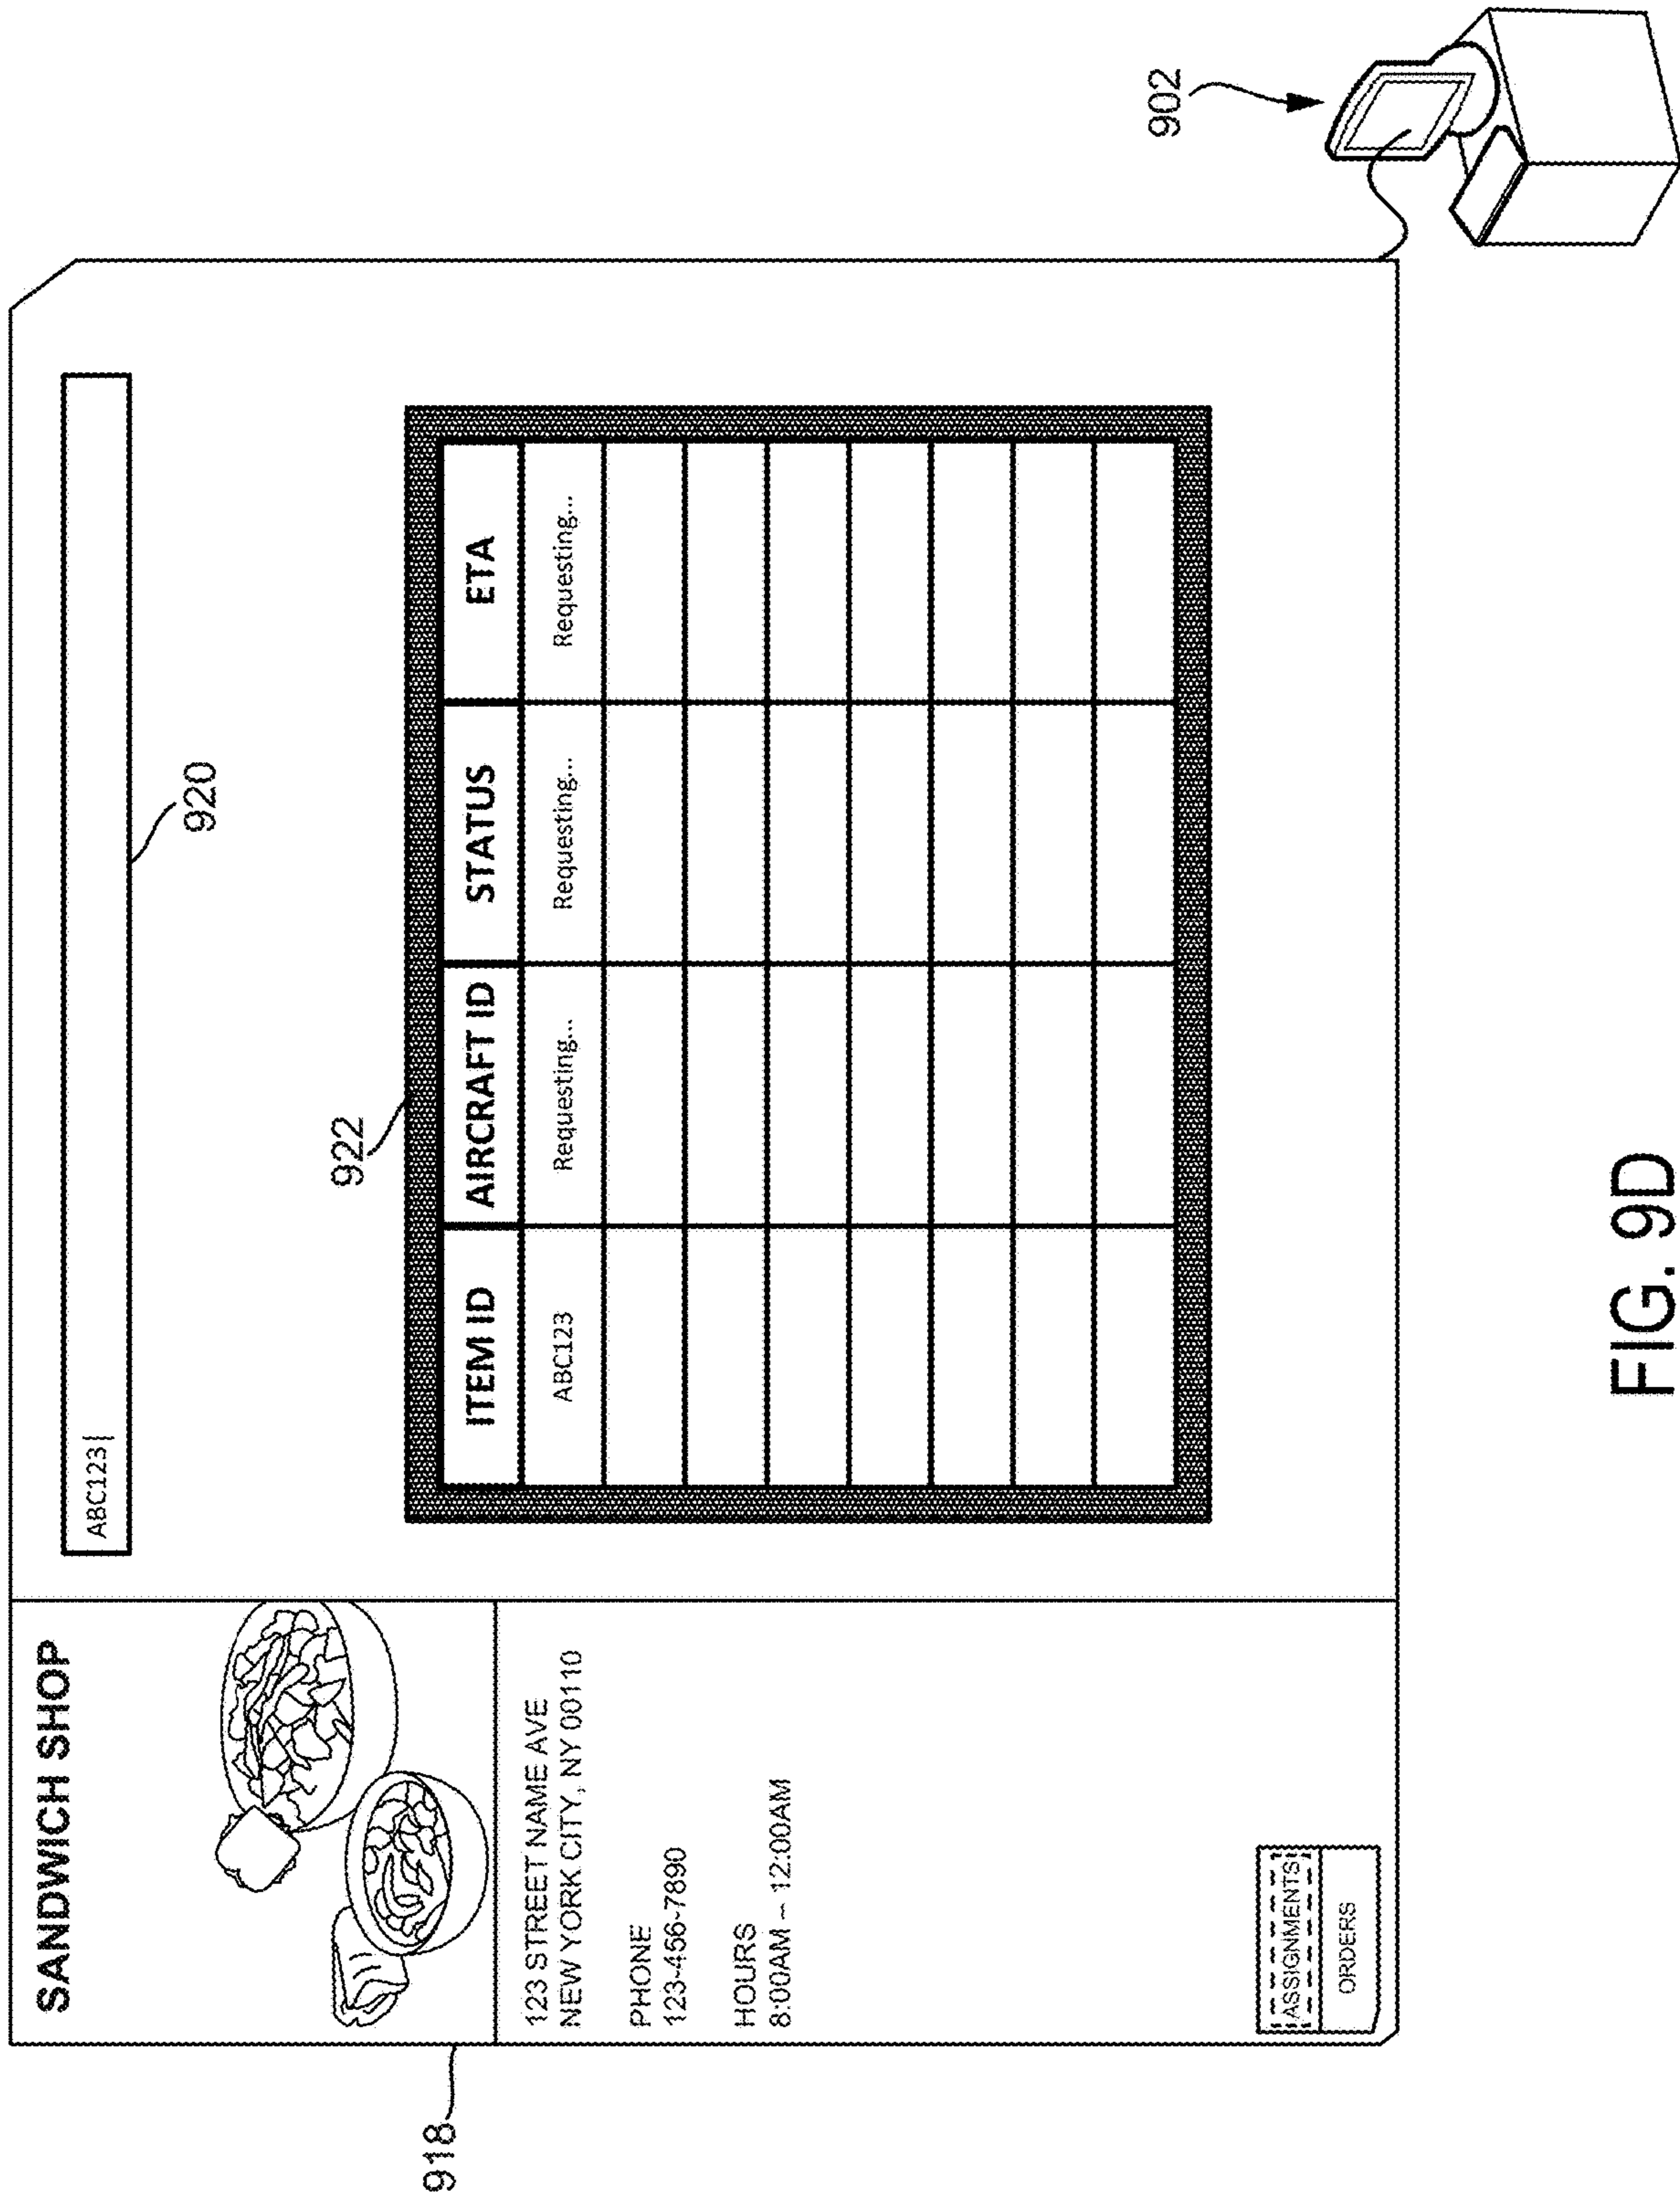 918
SANDWICH SHOP
123 STREET NAME AVE
NEW YORK CITY, NY 00110
PHONE
123-456-7890
HOURS
8:00AM – 12:00AM
ASSIGNMENTS
ORDERS
ABC123
920
922
ITEM ID AIRCRAFT ID STATUS ETA
ABC123 Requesting... Requesting... Requesting...
902
FIG. 9D